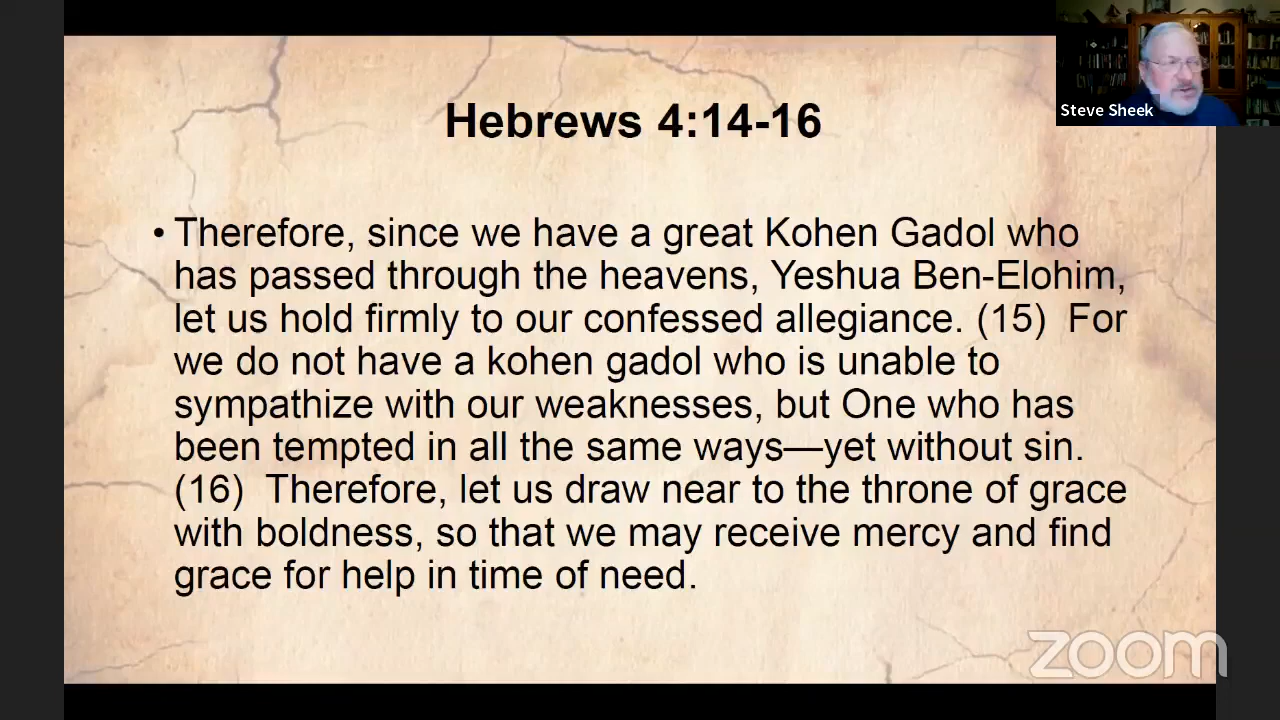 Steve Sheek
Hebrews 4:14-16
• Therefore, since we have a great Kohen Gadol who
has passed through the heavens, Yeshua Ben-Elohim,
let us hold firmly to our confessed allegiance. (15)  For
we do not have a kohen gadol who is unable to
sympathize with our weaknesses, but One who has
been tempted in all the same ways—yet without sin.
(16)  Therefore, let us draw near to the throne of grace
with boldness, so that we may receive mercy and find
grace for help in time of need.
zoom